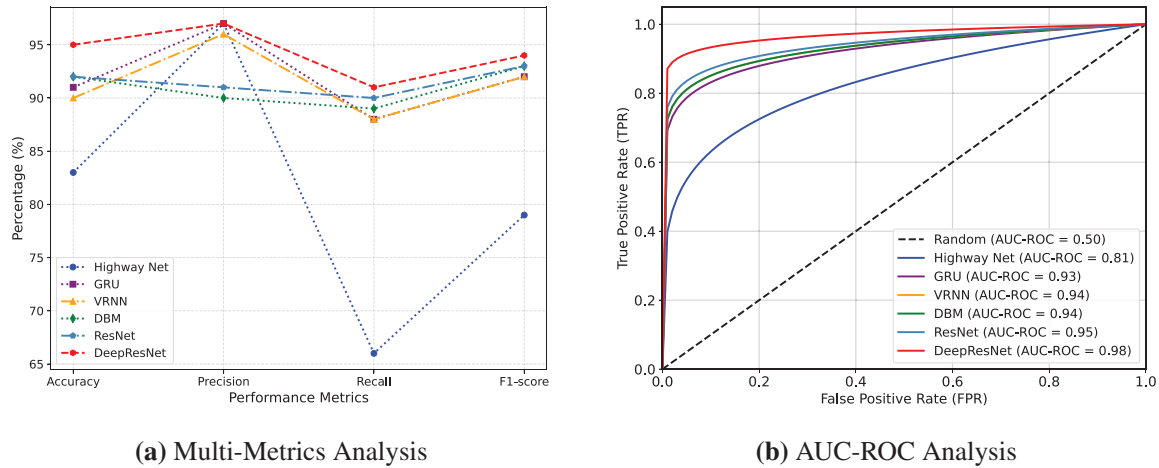 95
90
85
80
75
70
65
Percentage (%)
Highway Net
GRU
VRNN
DBM
ResNet
DeepResNet
Accuracy
Precision
Recall
F1-score
Performance Metrics
(a) Multi-Metrics Analysis
1.0
0.8
0.6
0.4
0.2
0.0
True Positive Rate (TPR)
Random (AUC-ROC = 0.50)
Highway Net (AUC-ROC = 0.81)
GRU (AUC-ROC = 0.93)
VRNN (AUC-ROC = 0.94)
DBM (AUC-ROC = 0.94)
ResNet (AUC-ROC = 0.95)
DeepResNet (AUC-ROC = 0.98)
0.0
0.2
0.4
0.6
0.8
1.0
False Positive Rate (FPR)
(b) AUC-ROC Analysis